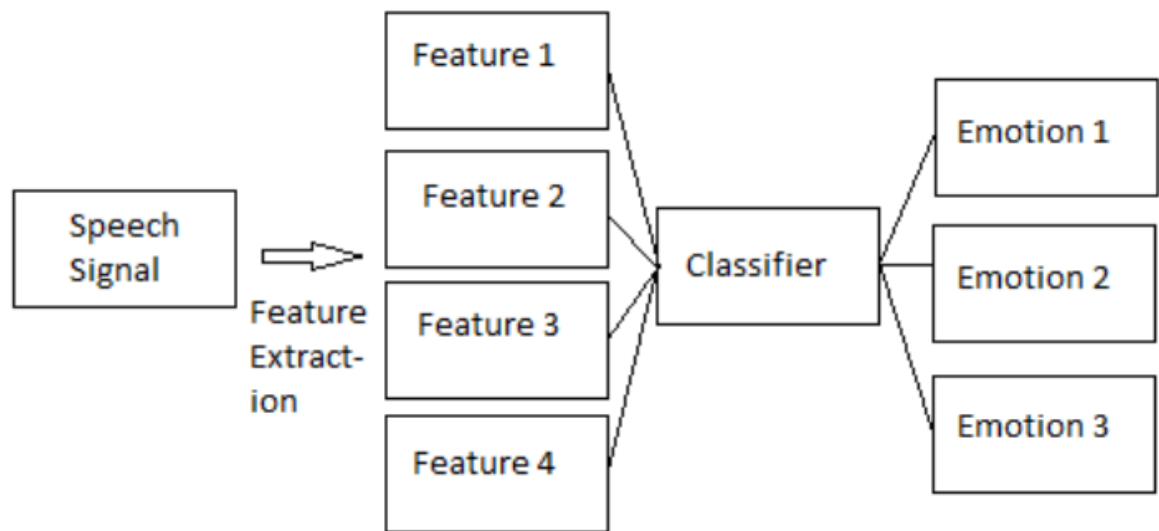 Speech
Signal
Feature
Extract-
ion
Feature 1
Feature 2
Feature 3
Feature 4
Classifier
Emotion 1
Emotion 2
Emotion 3